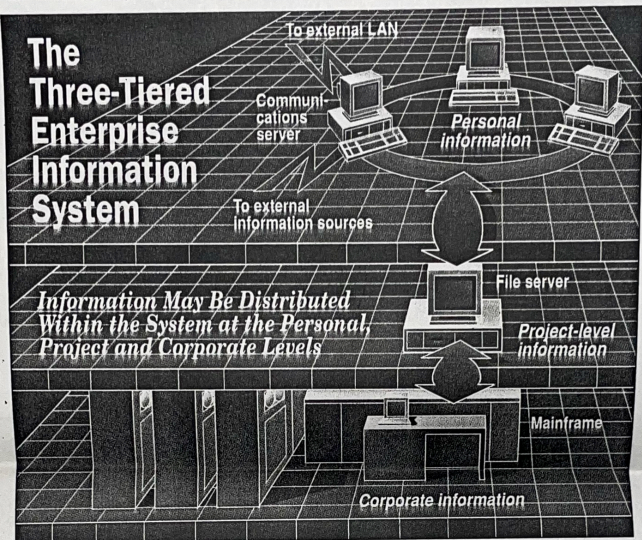 The
Three-Tiered
Enterprise
Information
System
To external LAN
Communi-
cations
server
Personal
information
To external
information sources
File server
Information May Be Distributed
Within the System at the Personal,
Project and Corporate Levels
Project-level
information
Mainframe
Corporate information